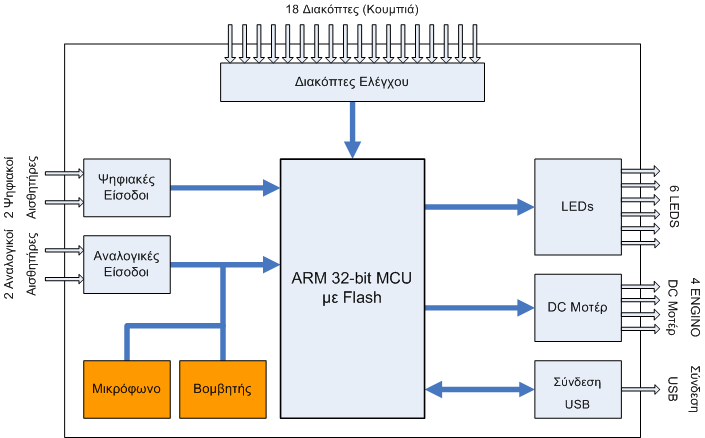 18 Διακόπτες (Κουμπιά)
Διακόπτες Ελέγχου
2 Ψηφιακοί
Αισθητήρες
Ψηφιακές
Είσοδοι
2 Αναλογικοί
Αισθητήρες
Αναλογικές
Είσοδοι
Μικρόφωνο
Βομβητής
ARM 32-bit MCU
με Flash
LEDs
6 LEDS
DC Μοτέρ
4 ENGINO
DC Μοτέρ
Σύνδεση
USB
Σύνδεση
USB